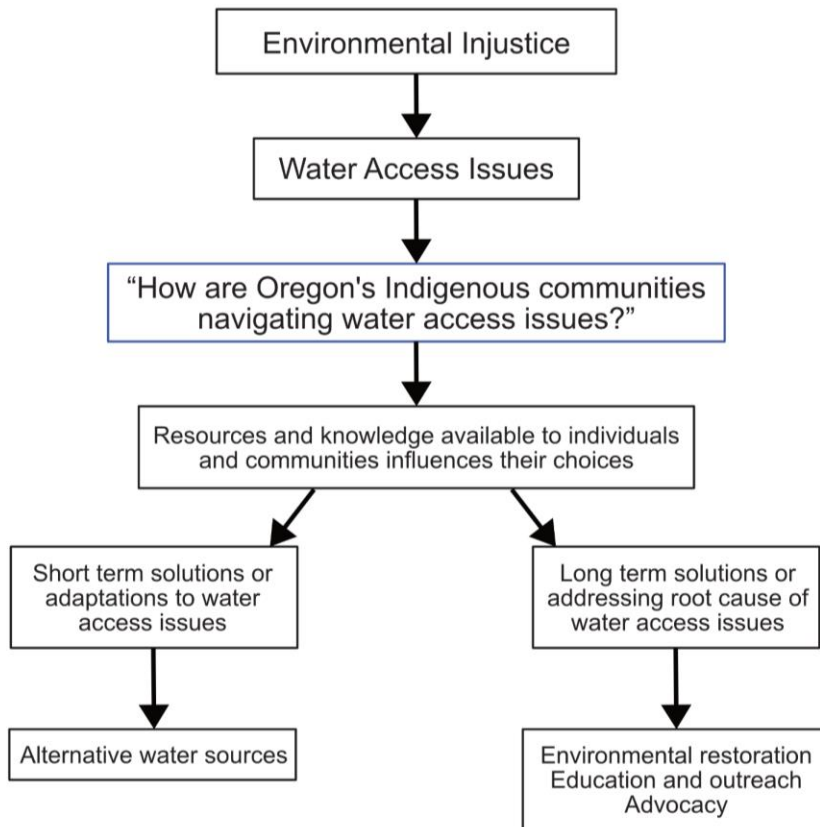 Environmental Injustice
Water Access Issues
“How are Oregon's Indigenous communities
navigating water access issues?”
Resources and knowledge available to individuals
and communities influences their choices
Short term solutions or
adaptations to water
access issues
Long term solutions or
addressing root cause of
water access issues
Alternative water sources
Environmental restoration
Education and outreach
Advocacy